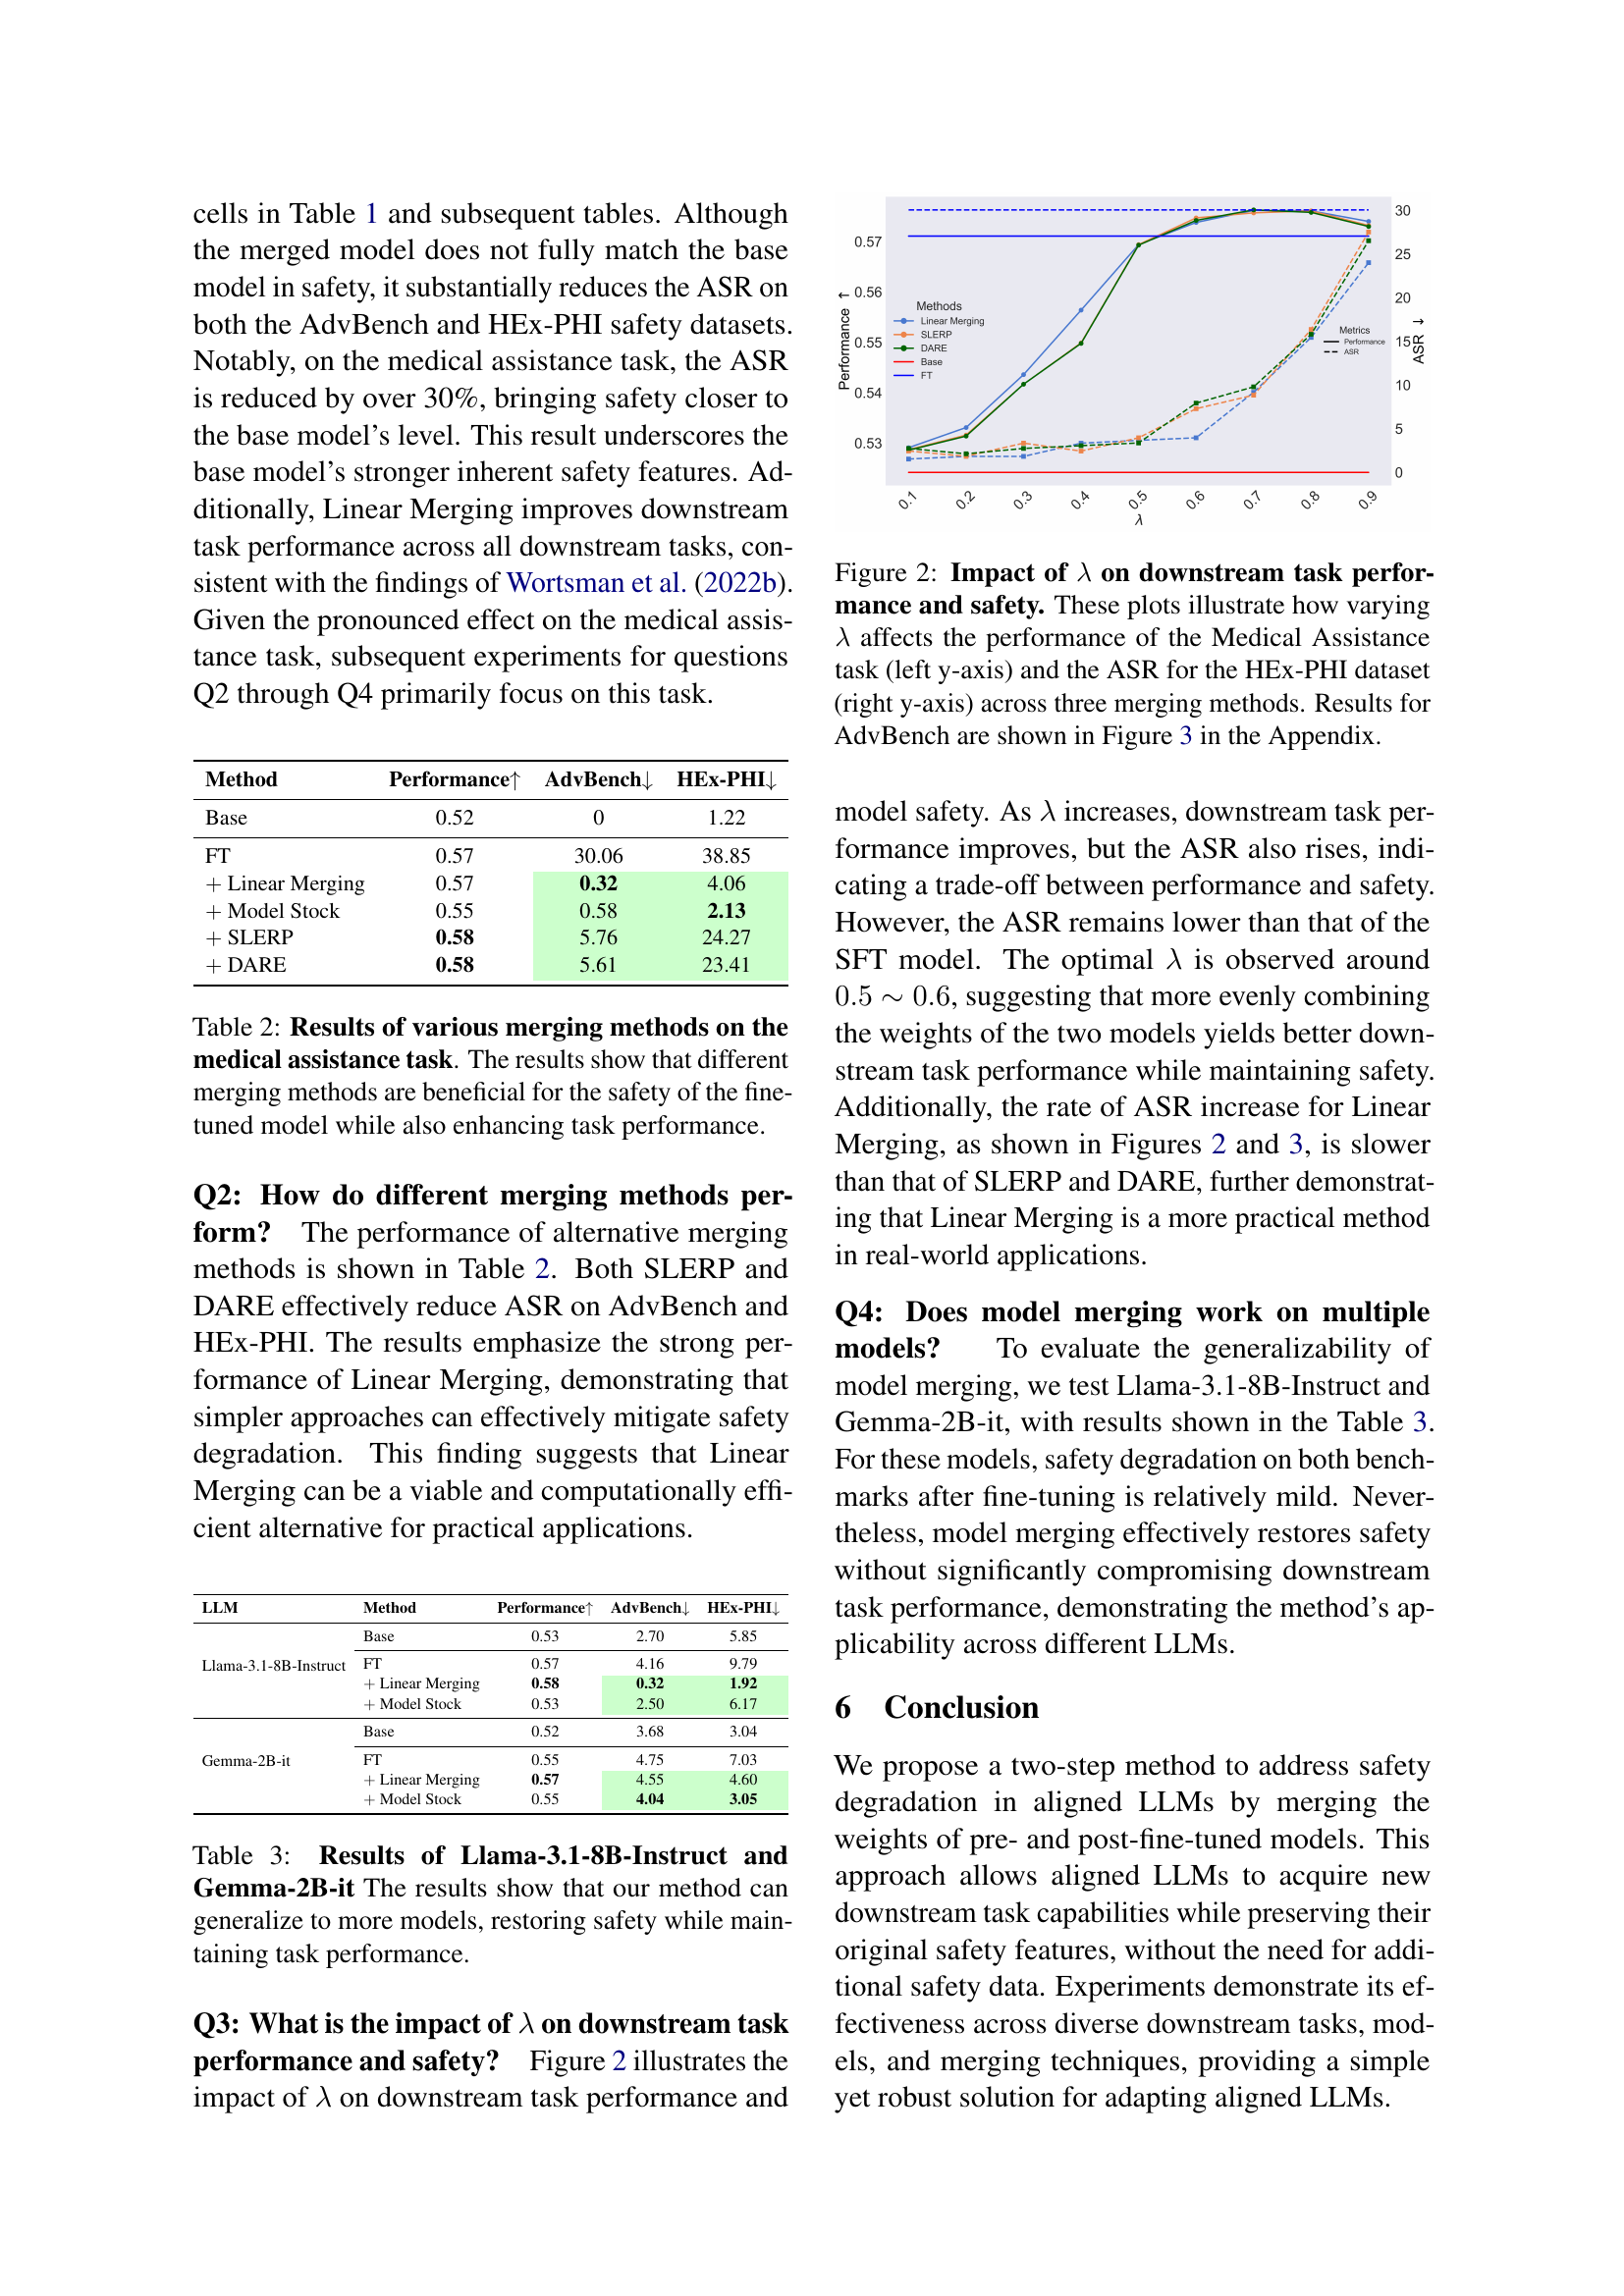 cells in Table 1 and subsequent tables. Although
the merged model does not fully match the base
model in safety, it substantially reduces the ASR on
both the AdvBench and HEx-PHI safety datasets.
Notably, on the medical assistance task, the ASR
is reduced by over 30%, bringing safety closer to
the base model's level. This result underscores the
base model's stronger inherent safety features. Ad-
ditionally, Linear Merging improves downstream
task performance across all downstream tasks, con-
sistent with the findings of Wortsman et al. (2022b).
Given the pronounced effect on the medical assis-
tance task, subsequent experiments for questions
Q2 through Q4 primarily focus on this task.
Method Performance↑ AdvBench↓ HEx-PHI↓
Base 0.52 0 1.22
FT 0.57 30.06 38.85
+ Linear Merging 0.57 0.32 4.06
+ Model Stock 0.55 0.58 2.13
+ SLERP 0.58 5.76 24.27
+ DARE 0.58 5.61 23.41
Table 2: Results of various merging methods on the
medical assistance task. The results show that different
merging methods are beneficial for the safety of the fine-
tuned model while also enhancing task performance.
Q2: How do different merging methods per-
form? The performance of alternative merging
methods is shown in Table 2. Both SLERP and
DARE effectively reduce ASR on AdvBench and
HEx-PHI. The results emphasize the strong per-
formance of Linear Merging, demonstrating that
simpler approaches can effectively mitigate safety
degradation. This finding suggests that Linear
Merging can be a viable and computationally effi-
cient alternative for practical applications.
LLM Method Performance↑ AdvBench↓ HEx-PHI↓
Base 0.53 2.70 5.85
Llama-3.1-8B-Instruct FT 0.57 4.16 9.79
+ Linear Merging 0.58 0.32 1.92
+ Model Stock 0.53 2.50 6.17
Base 0.52 3.68 3.04
Gemma-2B-it FT 0.55 4.75 7.03
+ Linear Merging 0.57 4.55 4.60
+ Model Stock 0.55 4.04 3.05
Table 3: Results of Llama-3.1-8B-Instruct and
Gemma-2B-it The results show that our method can
generalize to more models, restoring safety while main-
taining task performance.
Q3: What is the impact of λ on downstream task
performance and safety? Figure 2 illustrates the
impact of λ on downstream task performance and
Performance ↑
0.57
0.56
0.55
0.54
0.53
Methods
Linear Merging
SLERP
DARE
Base
FT
Metrics
Performance
ASR
30
25
20
15
10
5
0
ASR ↓
0.1 0.2 0.3 0.4 0.5 0.6 0.7 0.8 0.9
λ
Figure 2: Impact of λ on downstream task perfor-
mance and safety. These plots illustrate how varying
λ affects the performance of the Medical Assistance
task (left y-axis) and the ASR for the HEx-PHI dataset
(right y-axis) across three merging methods. Results for
AdvBench are shown in Figure 3 in the Appendix.
model safety. As λ increases, downstream task per-
formance improves, but the ASR also rises, indi-
cating a trade-off between performance and safety.
However, the ASR remains lower than that of the
SFT model. The optimal λ is observed around
0.5 ∼ 0.6, suggesting that more evenly combining
the weights of the two models yields better down-
stream task performance while maintaining safety.
Additionally, the rate of ASR increase for Linear
Merging, as shown in Figures 2 and 3, is slower
than that of SLERP and DARE, further demonstrat-
ing that Linear Merging is a more practical method
in real-world applications.
Q4: Does model merging work on multiple
models? To evaluate the generalizability of
model merging, we test Llama-3.1-8B-Instruct and
Gemma-2B-it, with results shown in the Table 3.
For these models, safety degradation on both bench-
marks after fine-tuning is relatively mild. Never-
theless, model merging effectively restores safety
without significantly compromising downstream
task performance, demonstrating the method's ap-
plicability across different LLMs.
6 Conclusion
We propose a two-step method to address safety
degradation in aligned LLMs by merging the
weights of pre- and post-fine-tuned models. This
approach allows aligned LLMs to acquire new
downstream task capabilities while preserving their
original safety features, without the need for addi-
tional safety data. Experiments demonstrate its ef-
fectiveness across diverse downstream tasks, mod-
els, and merging techniques, providing a simple
yet robust solution for adapting aligned LLMs.